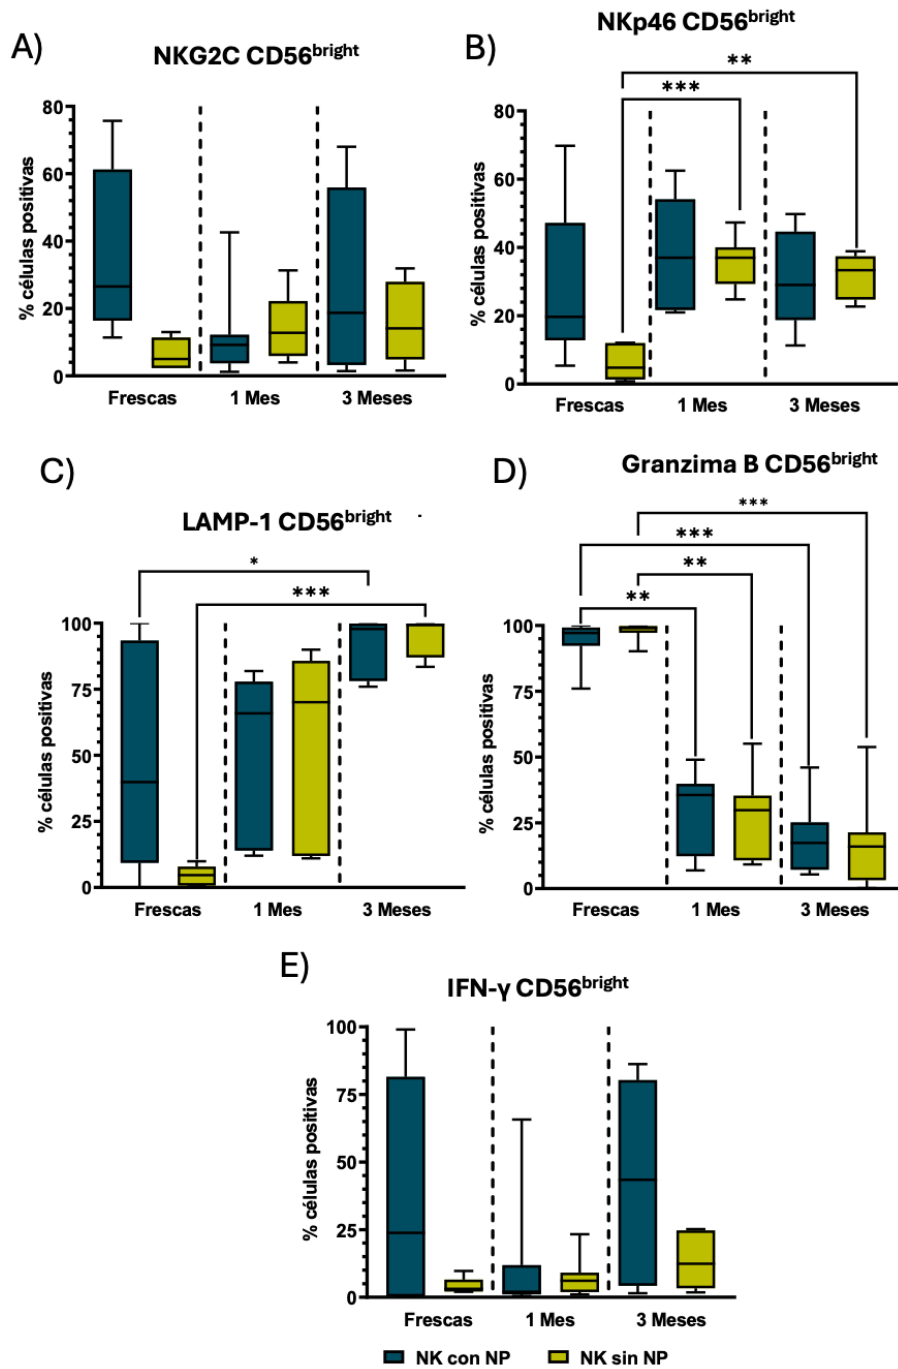 A)
NKG2C CD56bright
% células positivas
80
60
40
20
0
Frescas
1 Mes
3 Meses
B)
NKp46 CD56bright
**
***
% células positivas
80
60
40
20
0
Frescas
1 Mes
3 Meses
C)
LAMP-1 CD56bright
*
***
% células positivas
100
75
50
25
0
Frescas
1 Mes
3 Meses
D)
Granzima B CD56bright
***
***
**
**
% células positivas
100
75
50
25
0
Frescas
1 Mes
3 Meses
E)
IFN-γ CD56bright
% células positivas
100
75
50
25
0
Frescas
1 Mes
3 Meses
NK con NP
NK sin NP